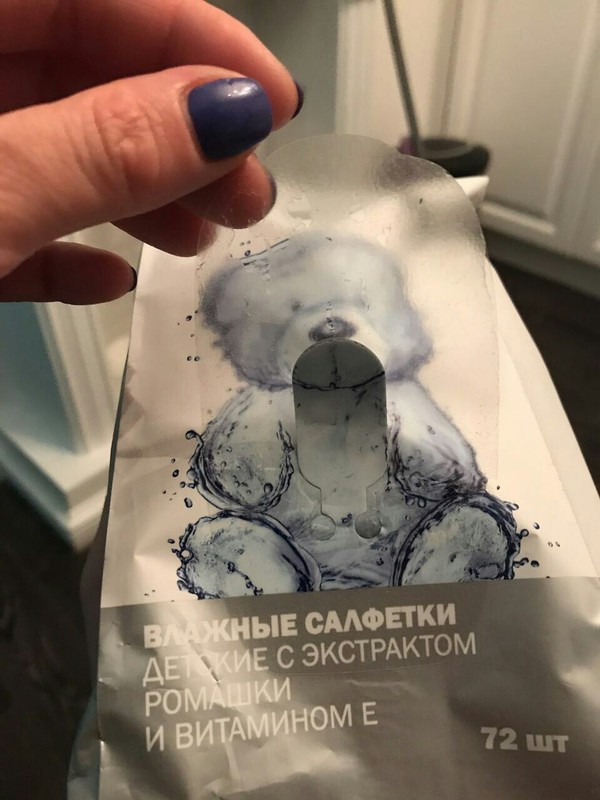 ВЛАЖНЫЕ САЛФЕТКИ
ДЕТСКИЕ С ЭКСТРАКТОМ
РОМАШКИ
И ВИТАМИНОМ Е
72 шт